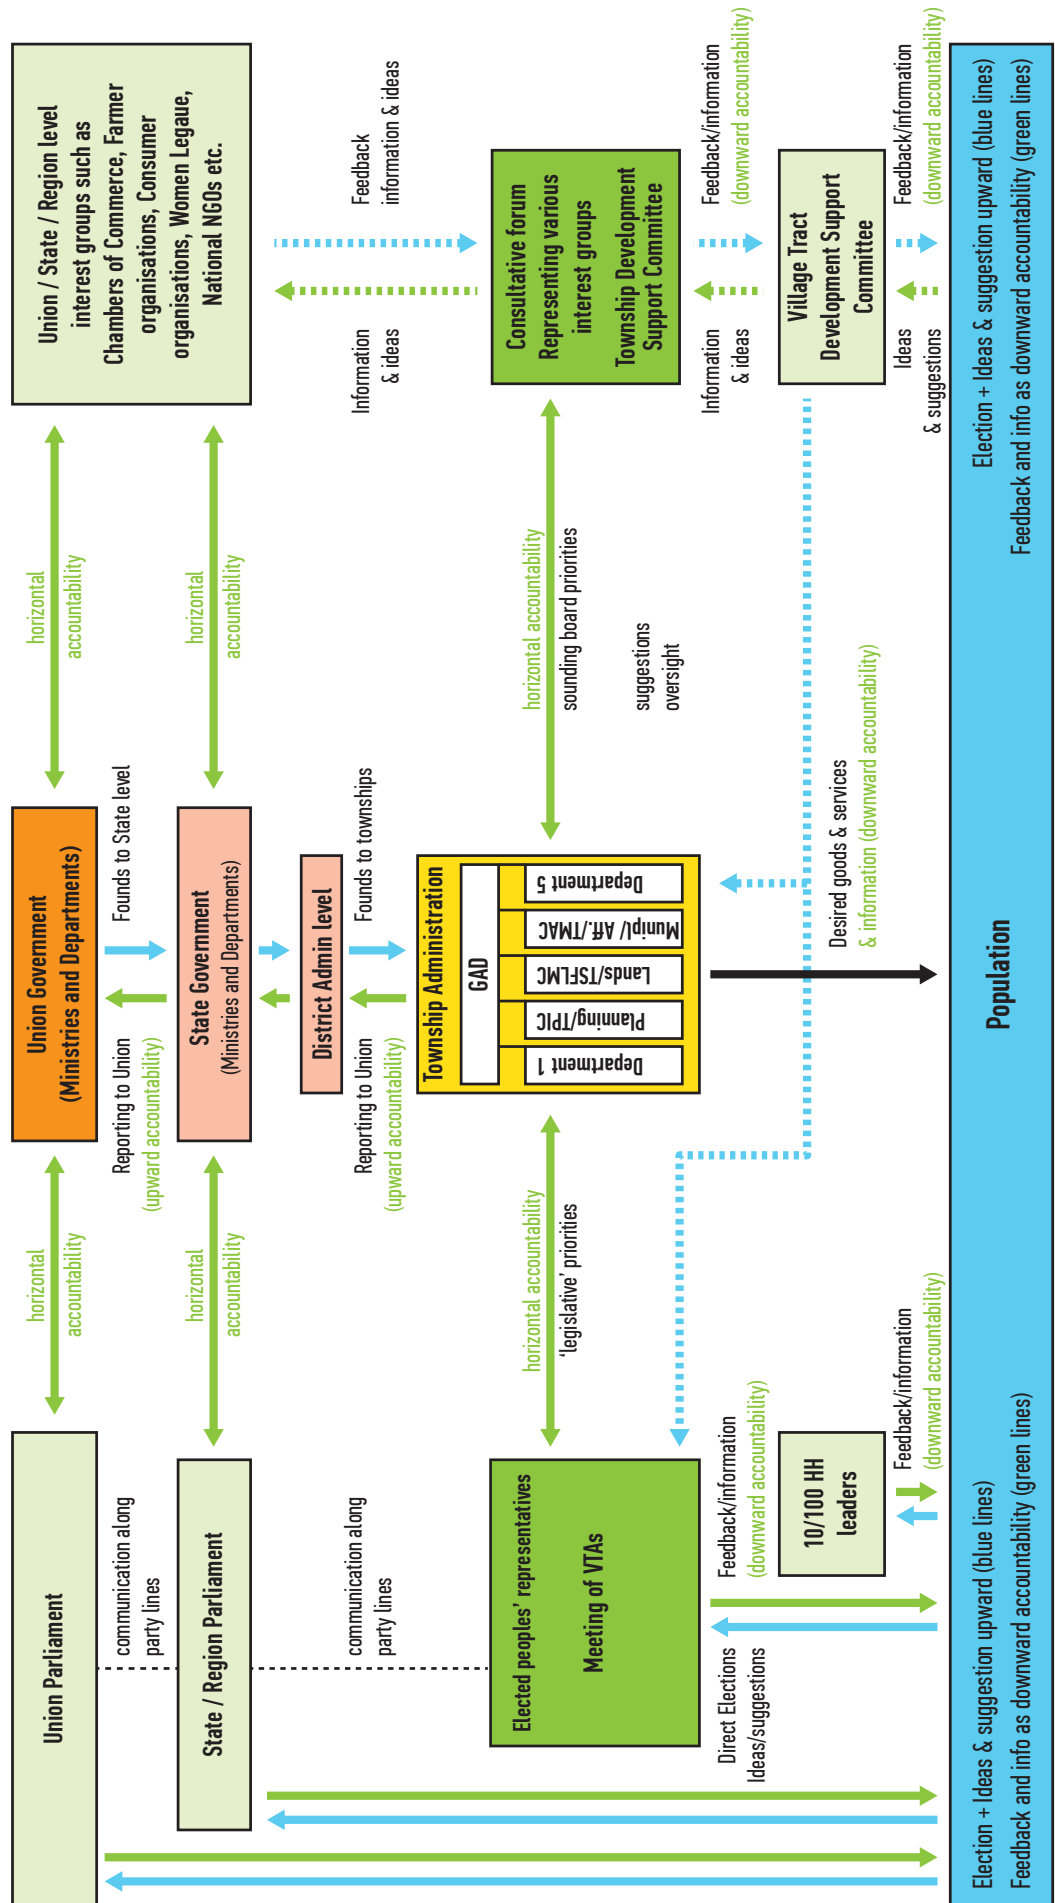 Union Parliament
horizontal
accountability
Union Government
(Ministries and Departments)
horizontal
accountability
Union / State / Region level
interest groups such as
Chambers of Commerce, Farmer
organisations, Consumer
organisations, Women Legaue,
National NGOs etc.
communication along
party lines
Reporting to Union
(upward accountability)
Founds to State level
State / Region Parliament
horizontal
accountability
State Government
(Ministries and Departments)
horizontal
accountability
District Admin level
communication along
party lines
Reporting to Union
(upward accountability)
Founds to townships
Information
& ideas
Feedback
information & ideas
Elected peoples' representatives
Meeting of VTAs
horizontal accountability
'legislative' priorities
Township Administration
GAD
Department 1
Planning/TPIC
Lands/TSFLMC
Munipl/ Aff./TMAC
Department 5
horizontal accountability
sounding board priorities
suggestions
oversight
Consultative forum
Representing various
interest groups
Township Development
Support Committee
Direct Elections
Ideas/suggestions
Feedback/information
(downward accountability)
Information
& ideas
Feedback/information
(downward accountability)
10/100 HH
leaders
Desired goods & services
& information (downward accountability)
Village Tract
Development Support
Committee
Feedback/information
(downward accountability)
Ideas
& suggestions
Feedback/information
(downward accountability)
Election + Ideas & suggestion upward (blue lines)
Feedback and info as downward accountability (green lines)
Population
Election + Ideas & suggestion upward (blue lines)
Feedback and info as downward accountability (green lines)